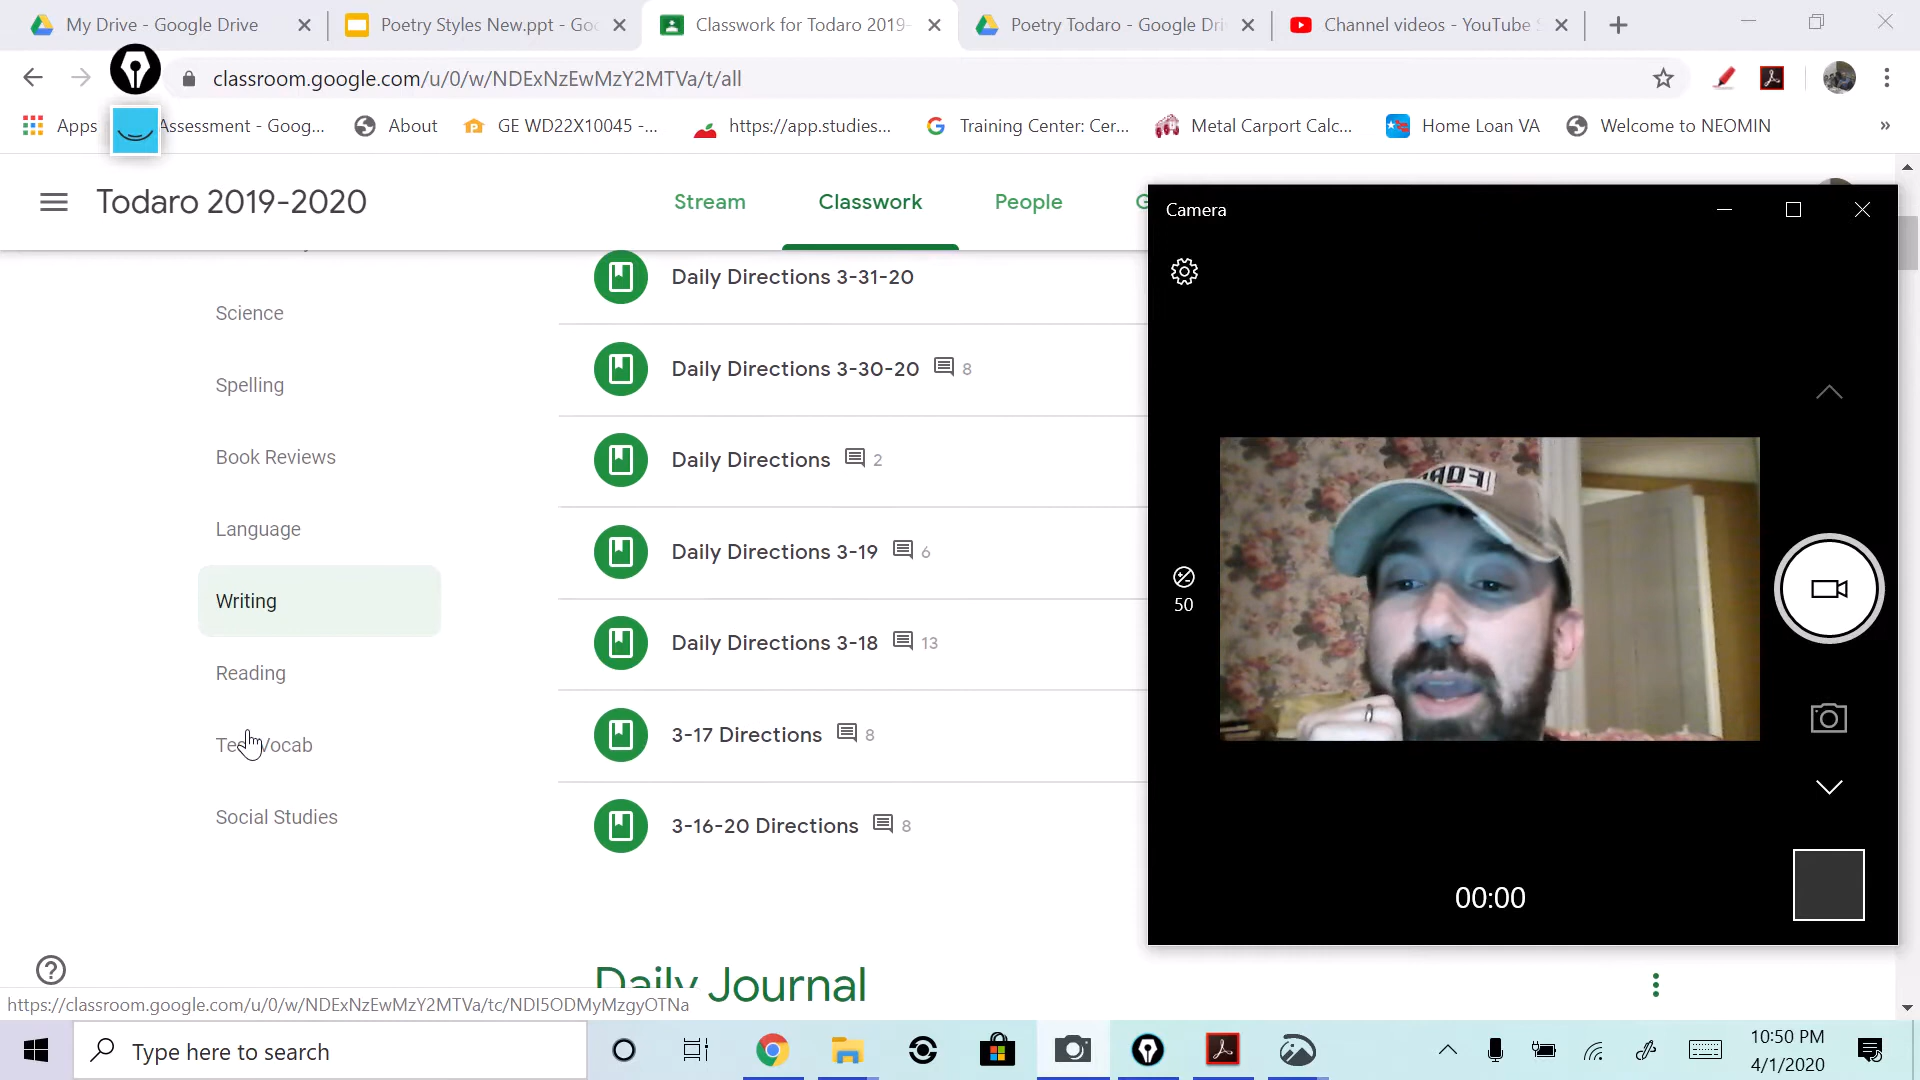 My Drive - Google Drive
Poetry Styles New.ppt - Goo
Classwork for Todaro 2019-
Poetry Todaro - Google Dri
Channel videos - YouTube S
classroom.google.com/u/0/w/NDExNzEwMzY2MTVa/t/all
Apps
Assessment - Goog...
About
GE WD22X10045 -...
https://app.studies...
Training Center: Cer...
Metal Carport Calc...
Home Loan VA
Welcome to NEOMIN
»
Todaro 2019-2020
Stream
Classwork
People
G
Camera
Science
Spelling
Book Reviews
Language
Writing
Reading
Vocab
Social Studies
Daily Directions 3-31-20
Daily Directions 3-30-20 8
Daily Directions 2
Daily Directions 3-19 6
Daily Directions 3-18 13
3-17 Directions 8
3-16-20 Directions 8
Daily Journal
FORD
50
00:00
https://classroom.google.com/u/0/w/NDExNzEwMzY2MTVa/tc/NDI5ODMyMzgyOTNa
Type here to search
10:50 PM
4/1/2020